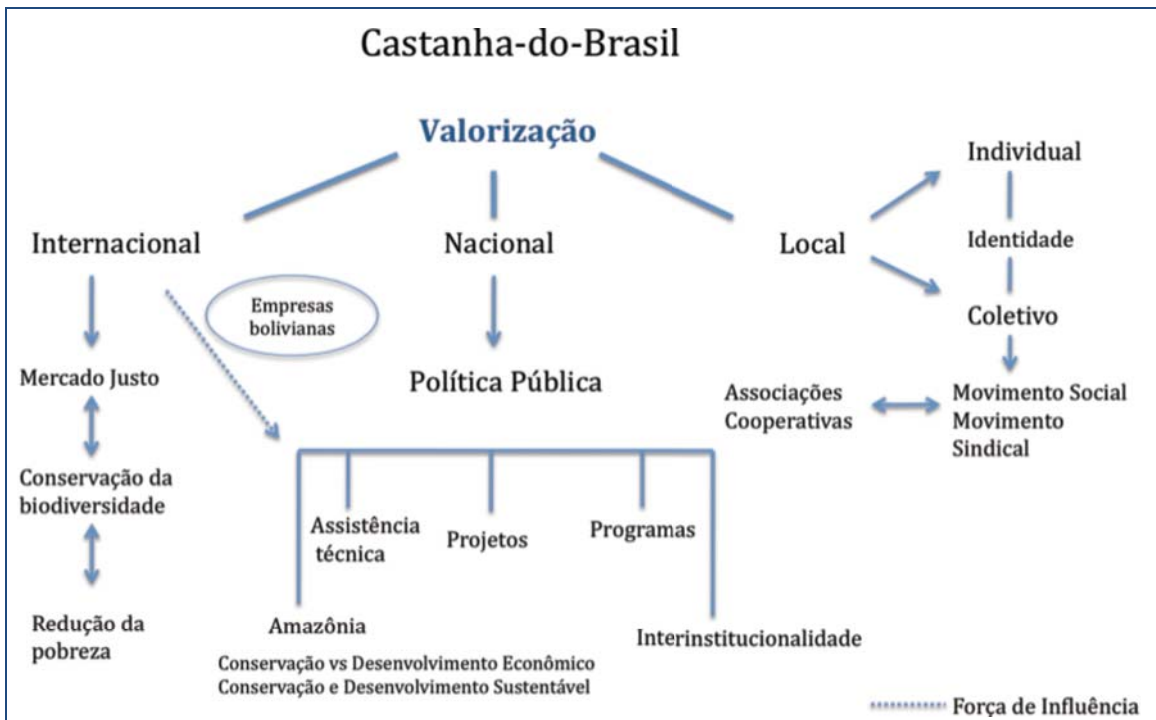 Castanha-do-Brasil
Valorização
Internacional
Nacional
Local
Individual
Identidade
Coletivo
Empresas
bolivianas
Mercado Justo
Política Pública
Associações
Cooperativas
Movimento Social
Movimento
Sindical
Conservação da
biodiversidade
Assistência
técnica
Projetos
Programas
Redução da
pobreza
Amazônia
Conservação vs Desenvolvimento Econômico
Conservação e Desenvolvimento Sustentável
Interinstitucionalidade
Força de Influência